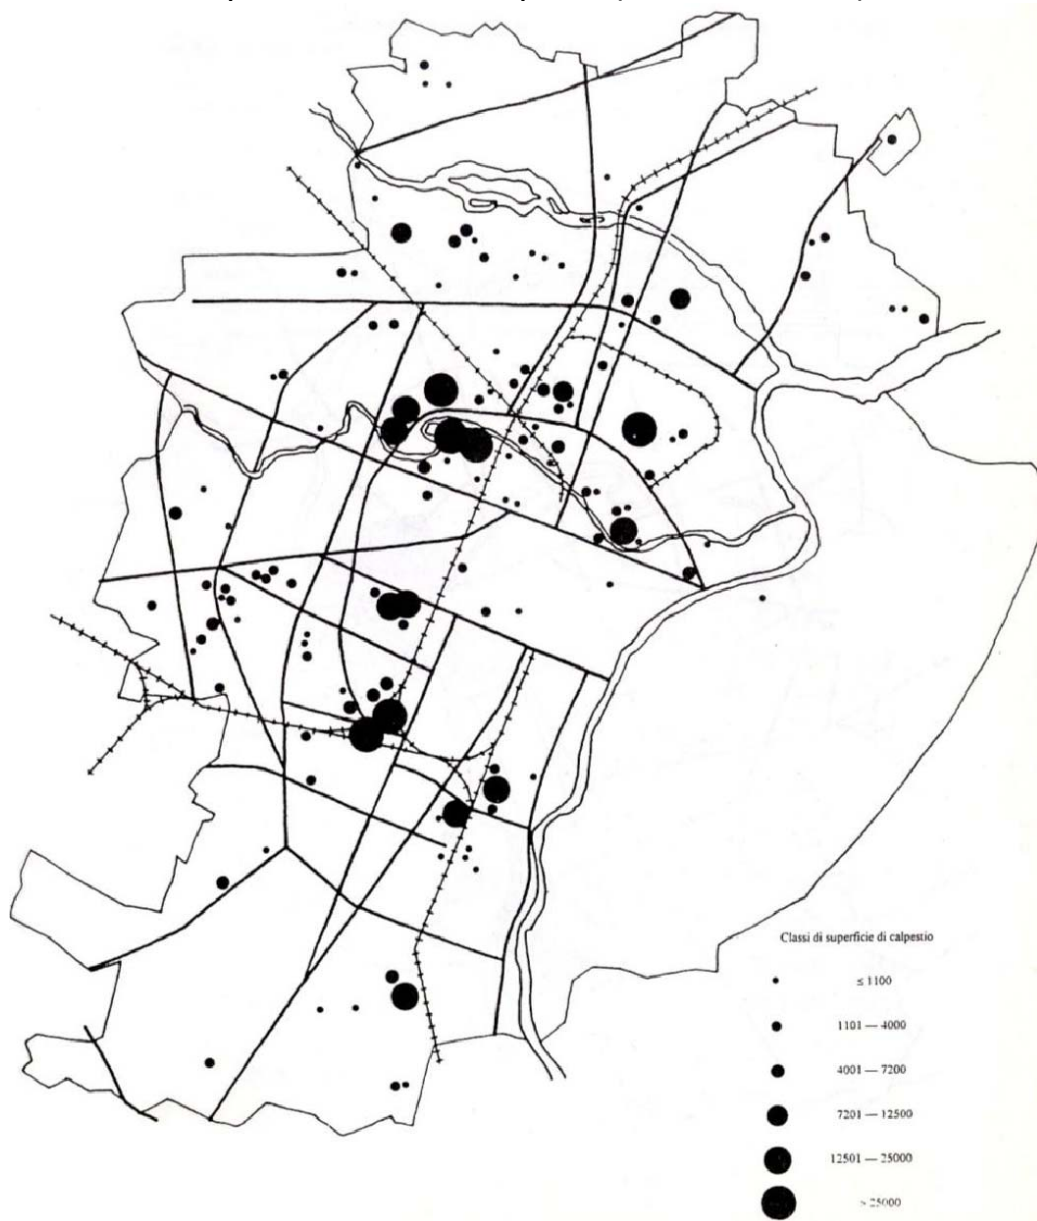 Classi di superficie di calpestio
≤ 1100
1101 — 4000
4001 — 7200
7201 — 12500
12501 — 25000
> 25000